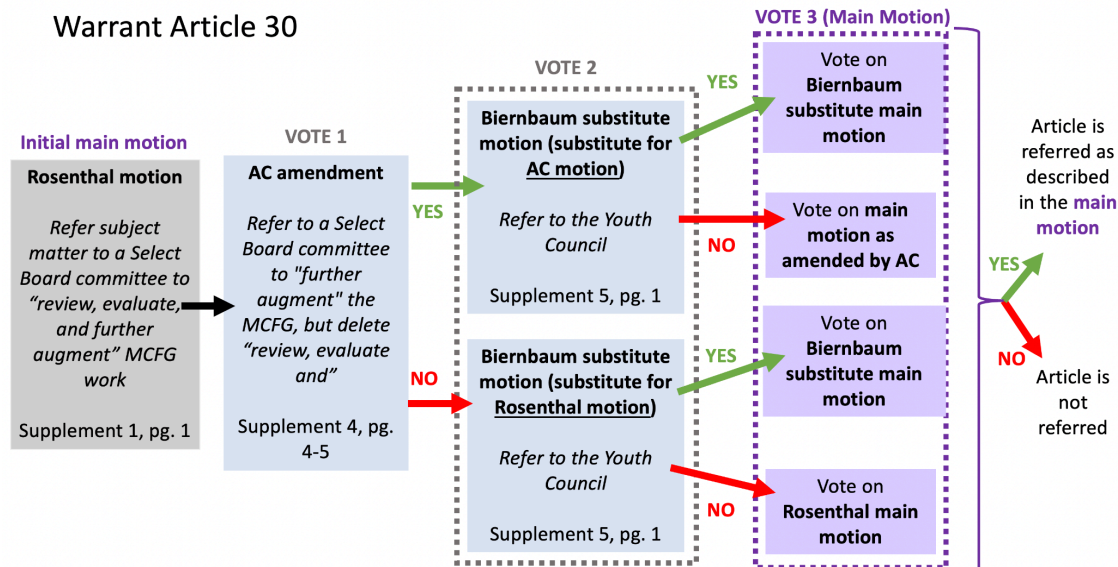 Warrant Article 30
Initial main motion
Rosenthal motion
Refer subject
matter to a Select
Board committee to
“review, evaluate,
and further
augment” MCFG
work
Supplement 1, pg. 1
VOTE 1
AC amendment
Refer to a Select
Board committee
to "further
augment" the
MCFG, but delete
“review, evaluate
and”
Supplement 4, pg.
4-5
YES
NO
VOTE 2
Biernbaum substitute
motion (substitute for
AC motion)
Refer to the Youth
Council
Supplement 5, pg. 1
Biernbaum substitute
motion (substitute for
Rosenthal motion)
Refer to the Youth
Council
Supplement 5, pg. 1
YES
NO
YES
NO
VOTE 3 (Main Motion)
Vote on
Biernbaum
substitute main
motion
Vote on main
motion as
amended by AC
Vote on
Biernbaum
substitute main
motion
Vote on
Rosenthal main
motion
Article is
referred as
described
in the main
motion
YES
NO
Article is
not
referred